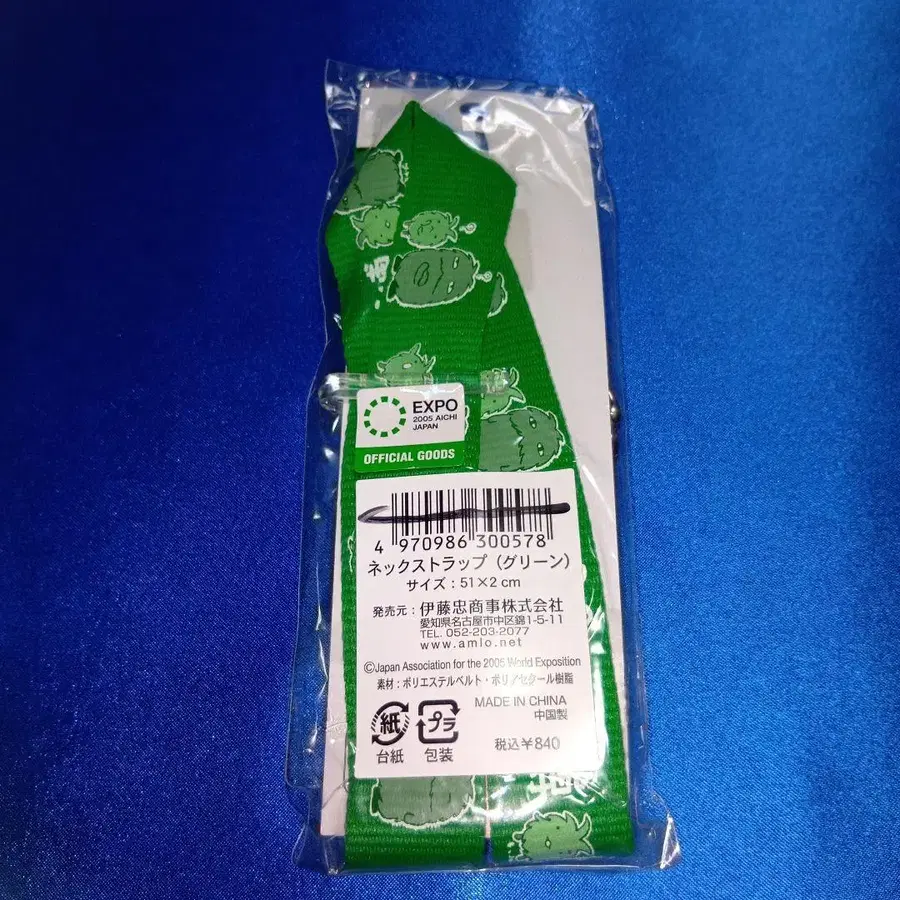 EXPO
2005 AICHI
JAPAN
OFFICIAL GOODS
4 970986 300578
ネックストラップ（グリーン）
サイズ：51×2 cm
発売元：伊藤忠商事株式会社
愛知県名古屋市中区錦1-5-11
TEL. 052-203-2077
www.amlo.net
©Japan Association for the 2005 World Exposition
素材：ポリエステルベルト・ポリアセタール樹脂
MADE IN CHINA
中国製
紙
プラ
台紙
包装
税込¥840